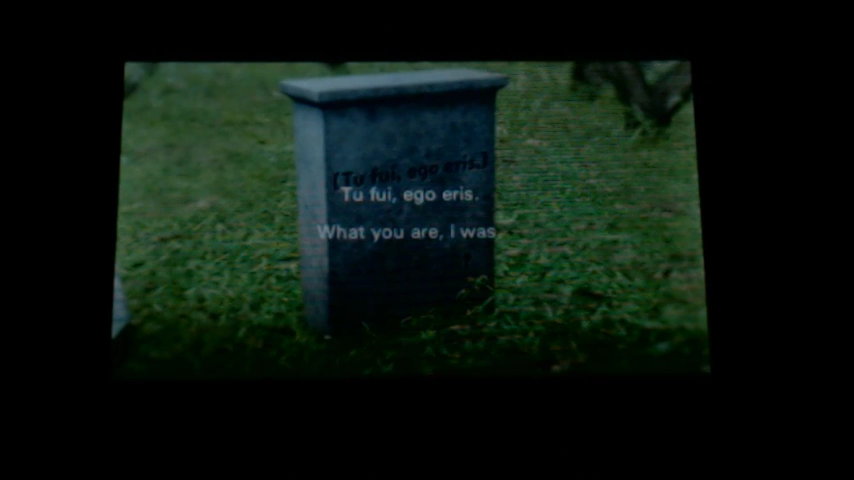 [Tu fui, ego eris.]
Tu fui, ego eris.
What you are, I was